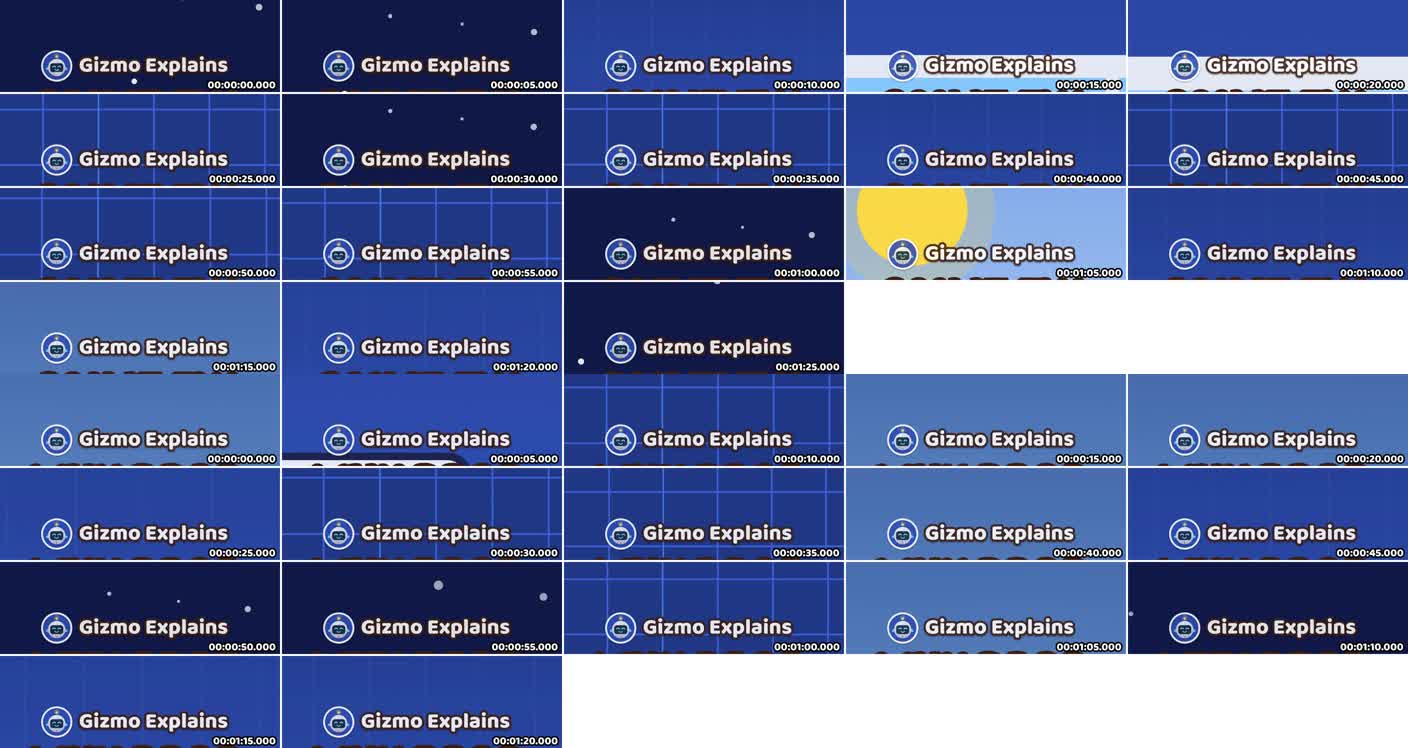 Gizmo Explains Gizmo Explains Gizmo Explains Gizmo Explains Gizmo Explains
00:00:00.000 00:00:05.000 00:00:10.000 00:00:15.000 00:00:20.000
Gizmo Explains Gizmo Explains Gizmo Explains Gizmo Explains Gizmo Explains
00:00:25.000 00:00:30.000 00:00:35.000 00:00:40.000 00:00:45.000
Gizmo Explains Gizmo Explains Gizmo Explains Gizmo Explains Gizmo Explains
00:00:50.000 00:00:55.000 00:01:00.000 00:01:05.000 00:01:10.000
Gizmo Explains Gizmo Explains Gizmo Explains
00:01:15.000 00:01:20.000 00:01:25.000
Gizmo Explains Gizmo Explains Gizmo Explains Gizmo Explains Gizmo Explains
00:00:00.000 00:00:05.000 00:00:10.000 00:00:15.000 00:00:20.000
Gizmo Explains Gizmo Explains Gizmo Explains Gizmo Explains Gizmo Explains
00:00:25.000 00:00:30.000 00:00:35.000 00:00:40.000 00:00:45.000
Gizmo Explains Gizmo Explains Gizmo Explains Gizmo Explains Gizmo Explains
00:00:50.000 00:00:55.000 00:01:00.000 00:01:05.000 00:01:10.000
Gizmo Explains Gizmo Explains
00:01:15.000 00:01:20.000